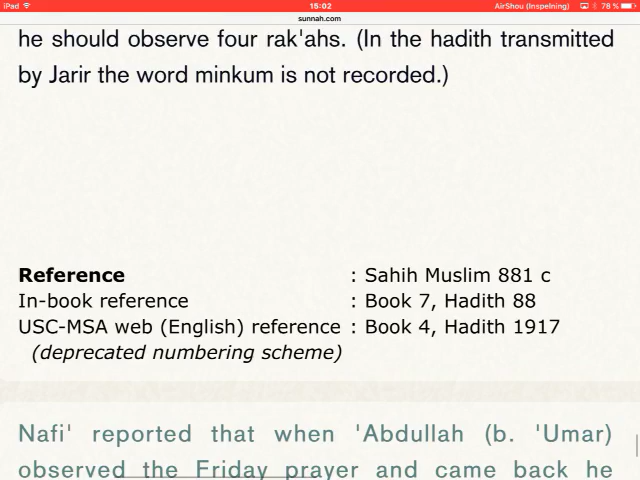 iPad 15:02 AirShou (Inspelning) 78 %
sunnah.com
he should observe four rak'ahs. (In the hadith transmitted
by Jarir the word minkum is not recorded.)
Reference : Sahih Muslim 881 c
In-book reference : Book 7, Hadith 88
USC-MSA web (English) reference : Book 4, Hadith 1917
(deprecated numbering scheme)
Nafi' reported that when 'Abdullah (b. 'Umar)
observed the Friday prayer and came back he